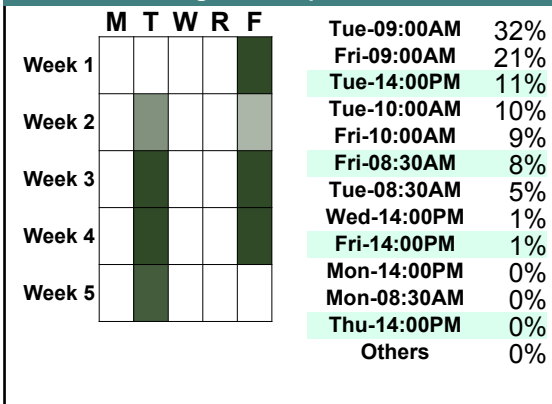 M T W R F
Week 1
Week 2
Week 3
Week 4
Week 5
Tue-09:00AM 32%
Fri-09:00AM 21%
Tue-14:00PM 11%
Tue-10:00AM 10%
Fri-10:00AM 9%
Fri-08:30AM 8%
Tue-08:30AM 5%
Wed-14:00PM 1%
Fri-14:00PM 1%
Mon-14:00PM 0%
Mon-08:30AM 0%
Thu-14:00PM 0%
Others 0%